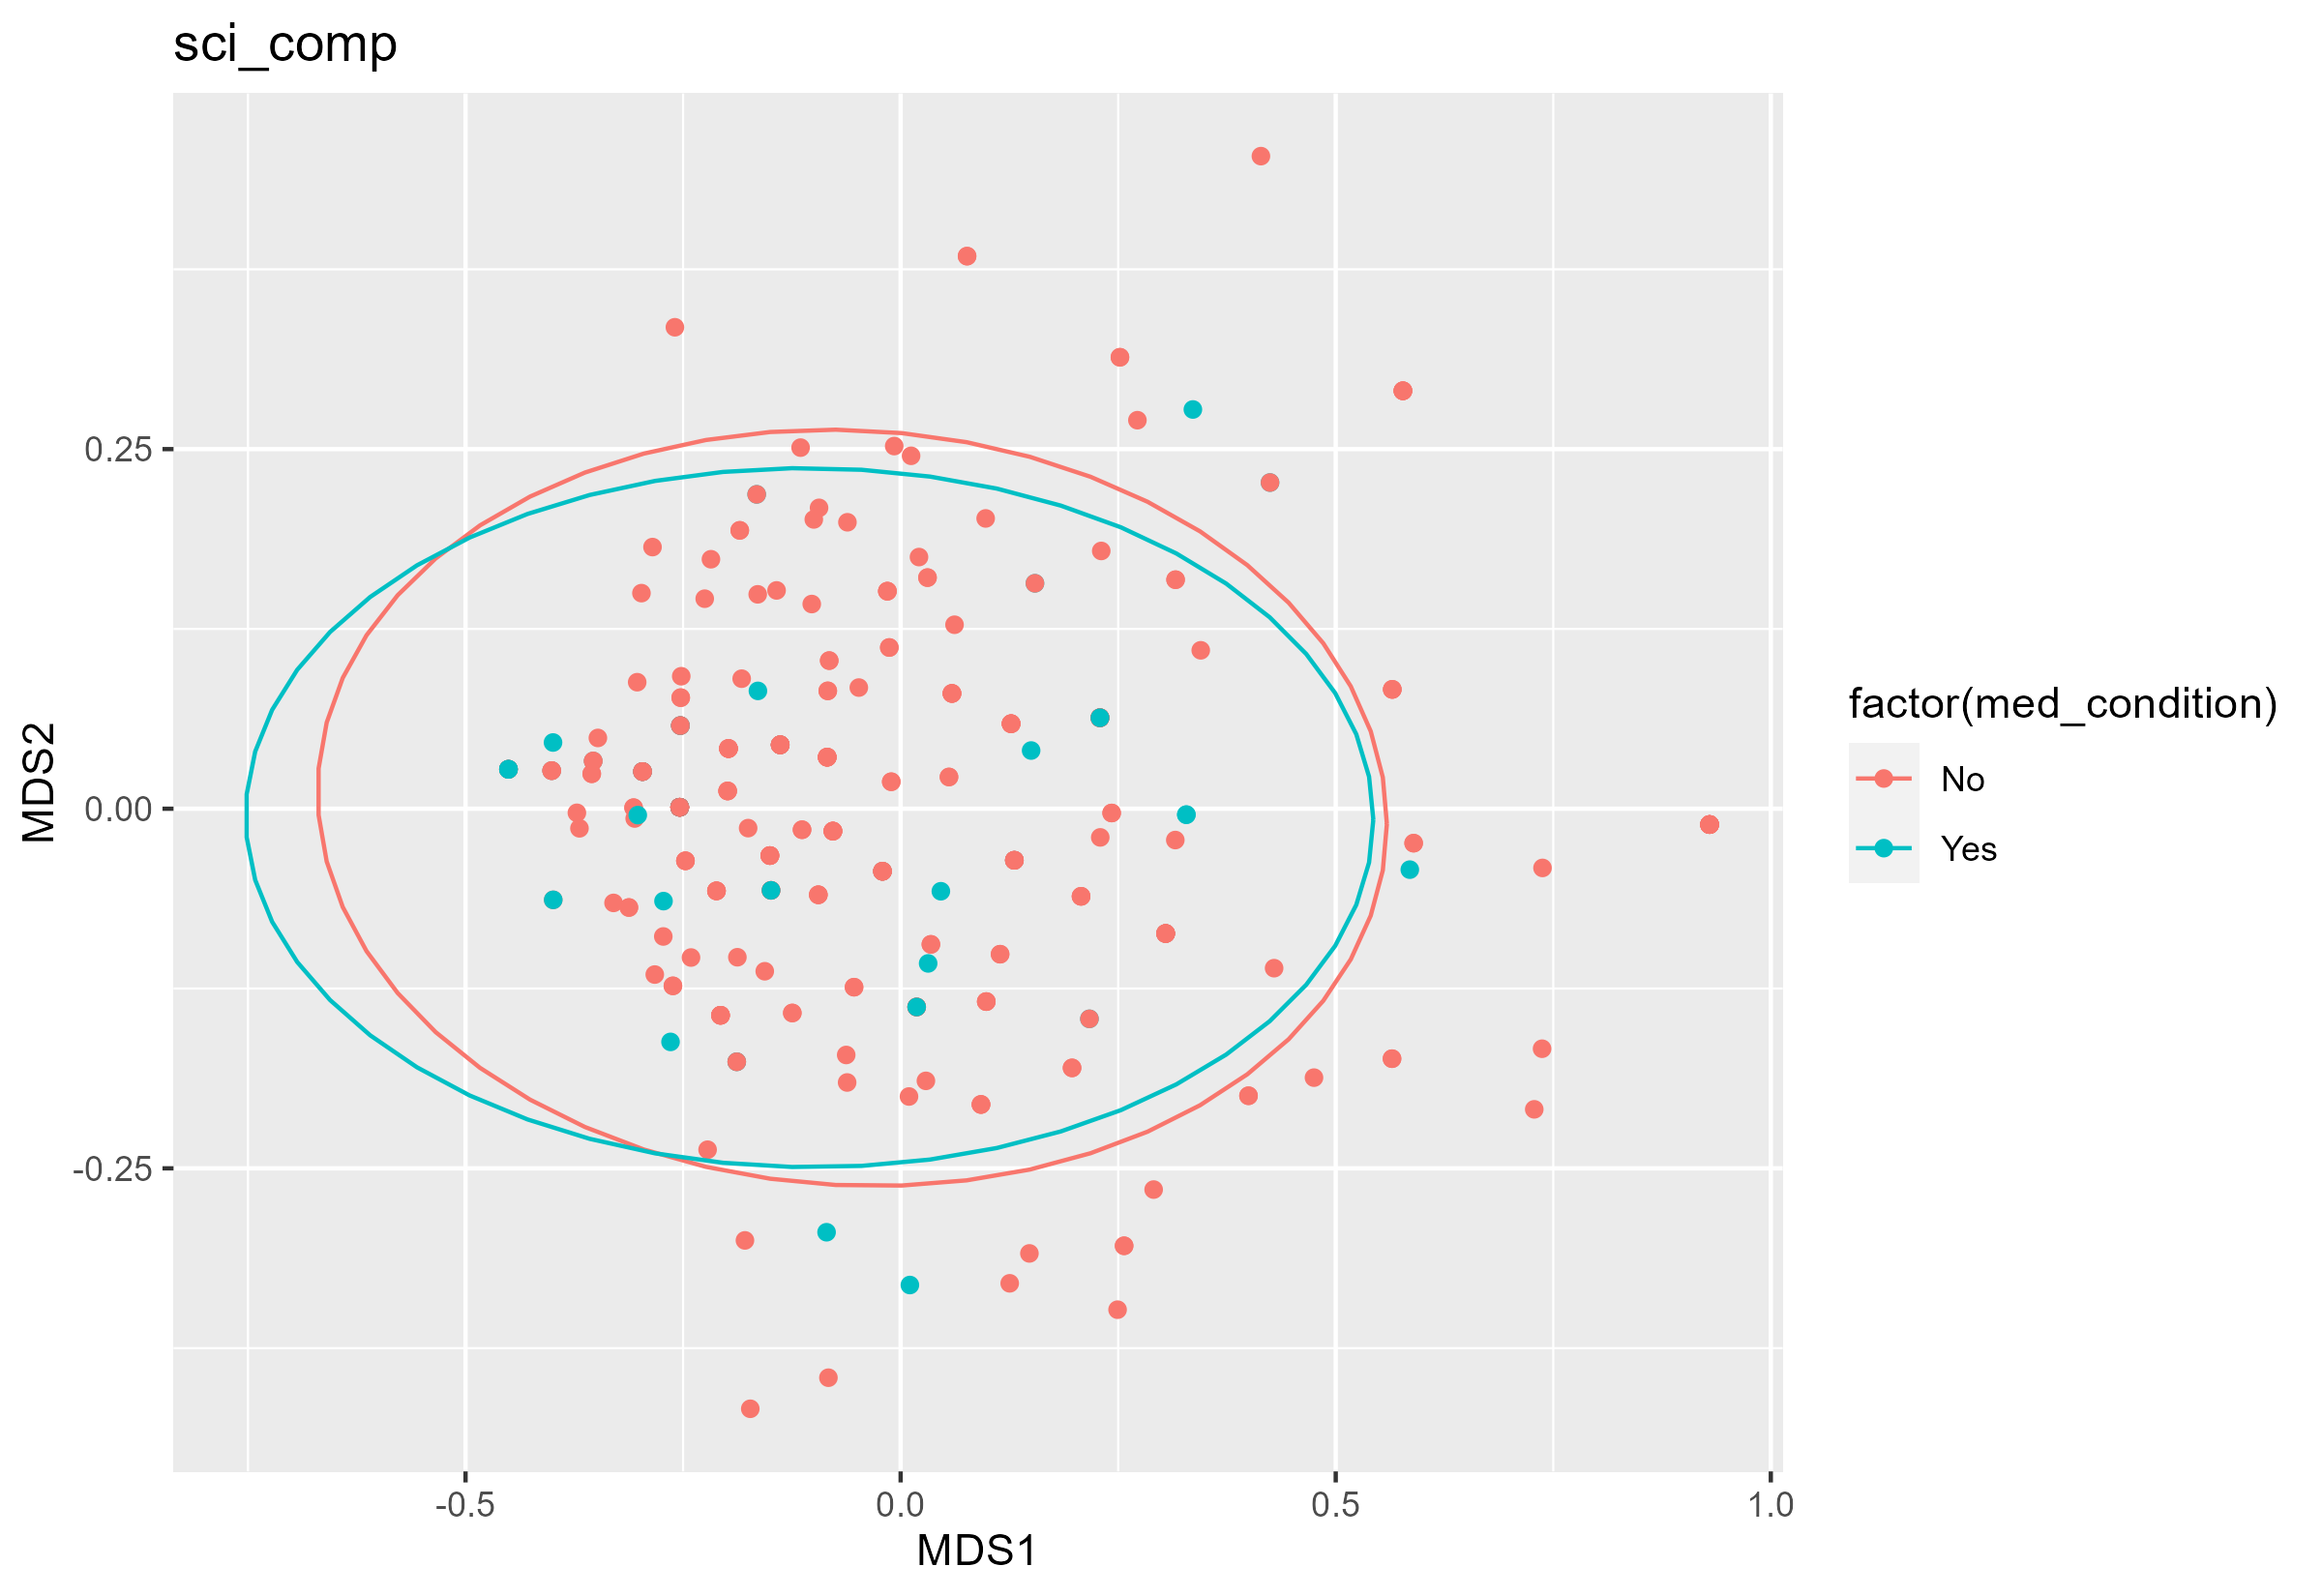 sci_comp
MDS2
0.25
0.00
-0.25
-0.5
0.0
0.5
1.0
MDS1
factor(med_condition)
No
Yes